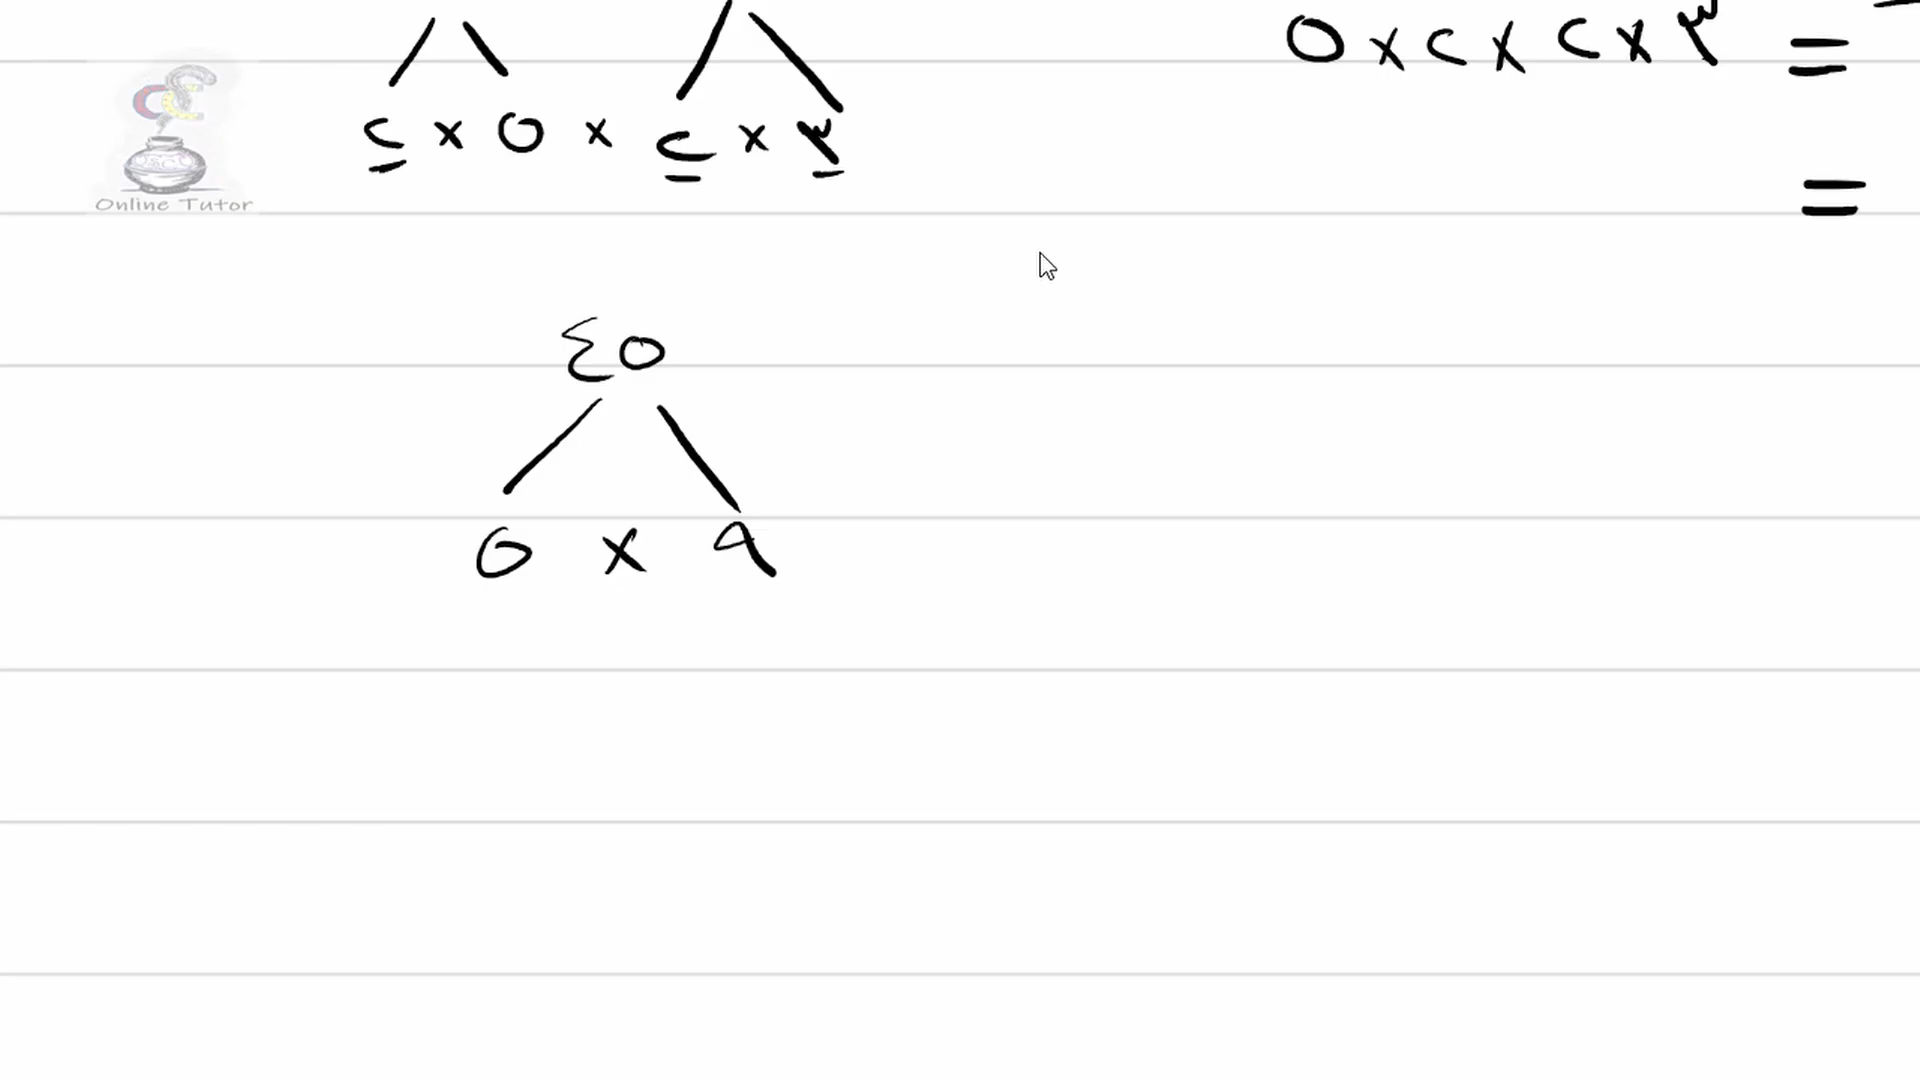 ٥ × ٢ × ٢ × ٣ =
٢ × ٥ × ٢ × ٣
=
٤٥
٥ × ٩
Online Tutor